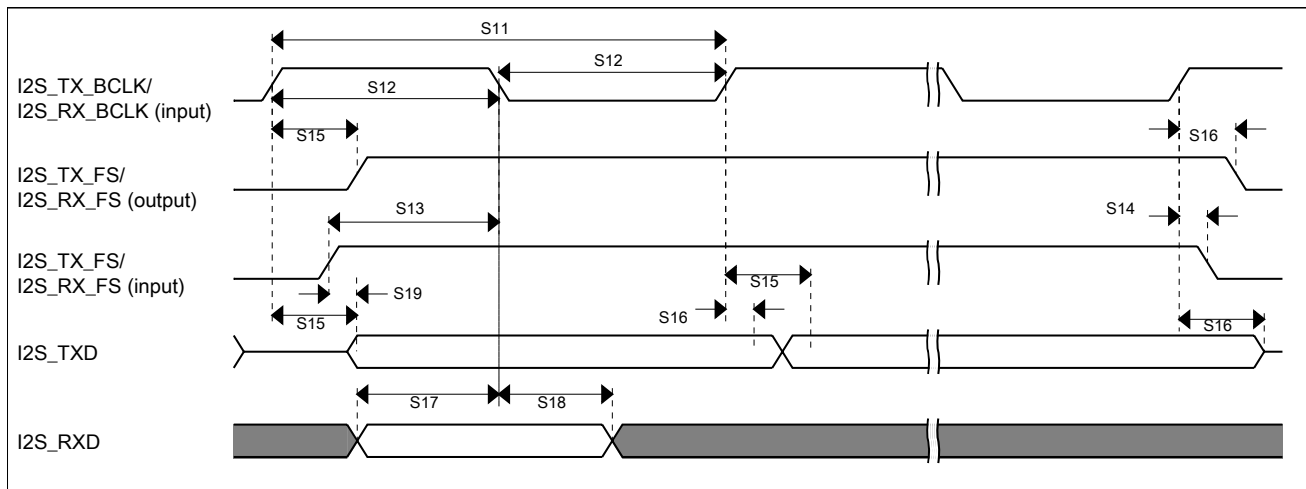 S11
S12
I2S_TX_BCLK/
I2S_RX_BCLK (input)
S12
S15
S16
I2S_TX_FS/
I2S_RX_FS (output)
S13
S14
I2S_TX_FS/
I2S_RX_FS (input)
S15
S19
S15
S16
S16
I2S_TXD
S17
S18
I2S_RXD